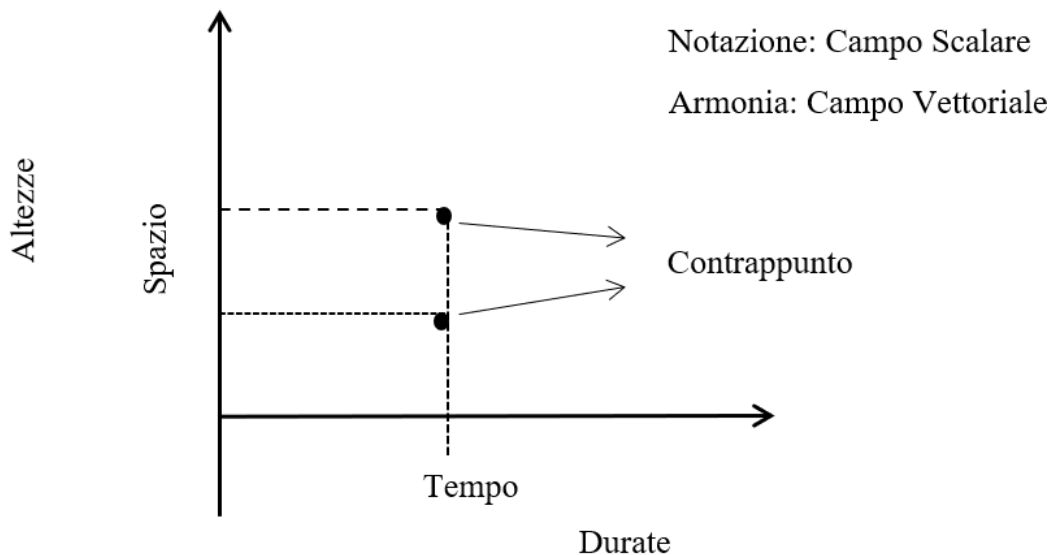 Notazione: Campo Scalare
Armonia: Campo Vettoriale
Altezze
Spazio
Contrappunto
Tempo
Durate